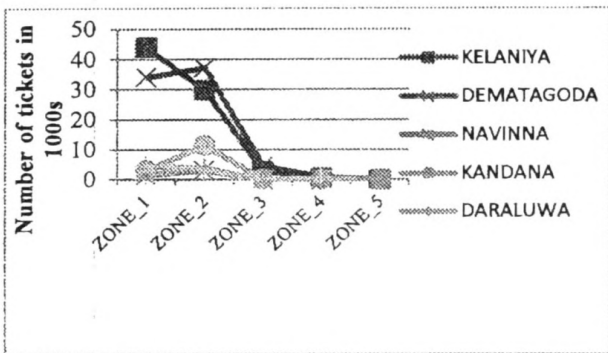 Number of tickets in
1000s
50
40
30
20
10
0
ZONE_1
ZONE_2
ZONE_3
ZONE_4
ZONE_5
KELANIYA
DEMATAGODA
NAVINNA
KANDANA
DARALUWA